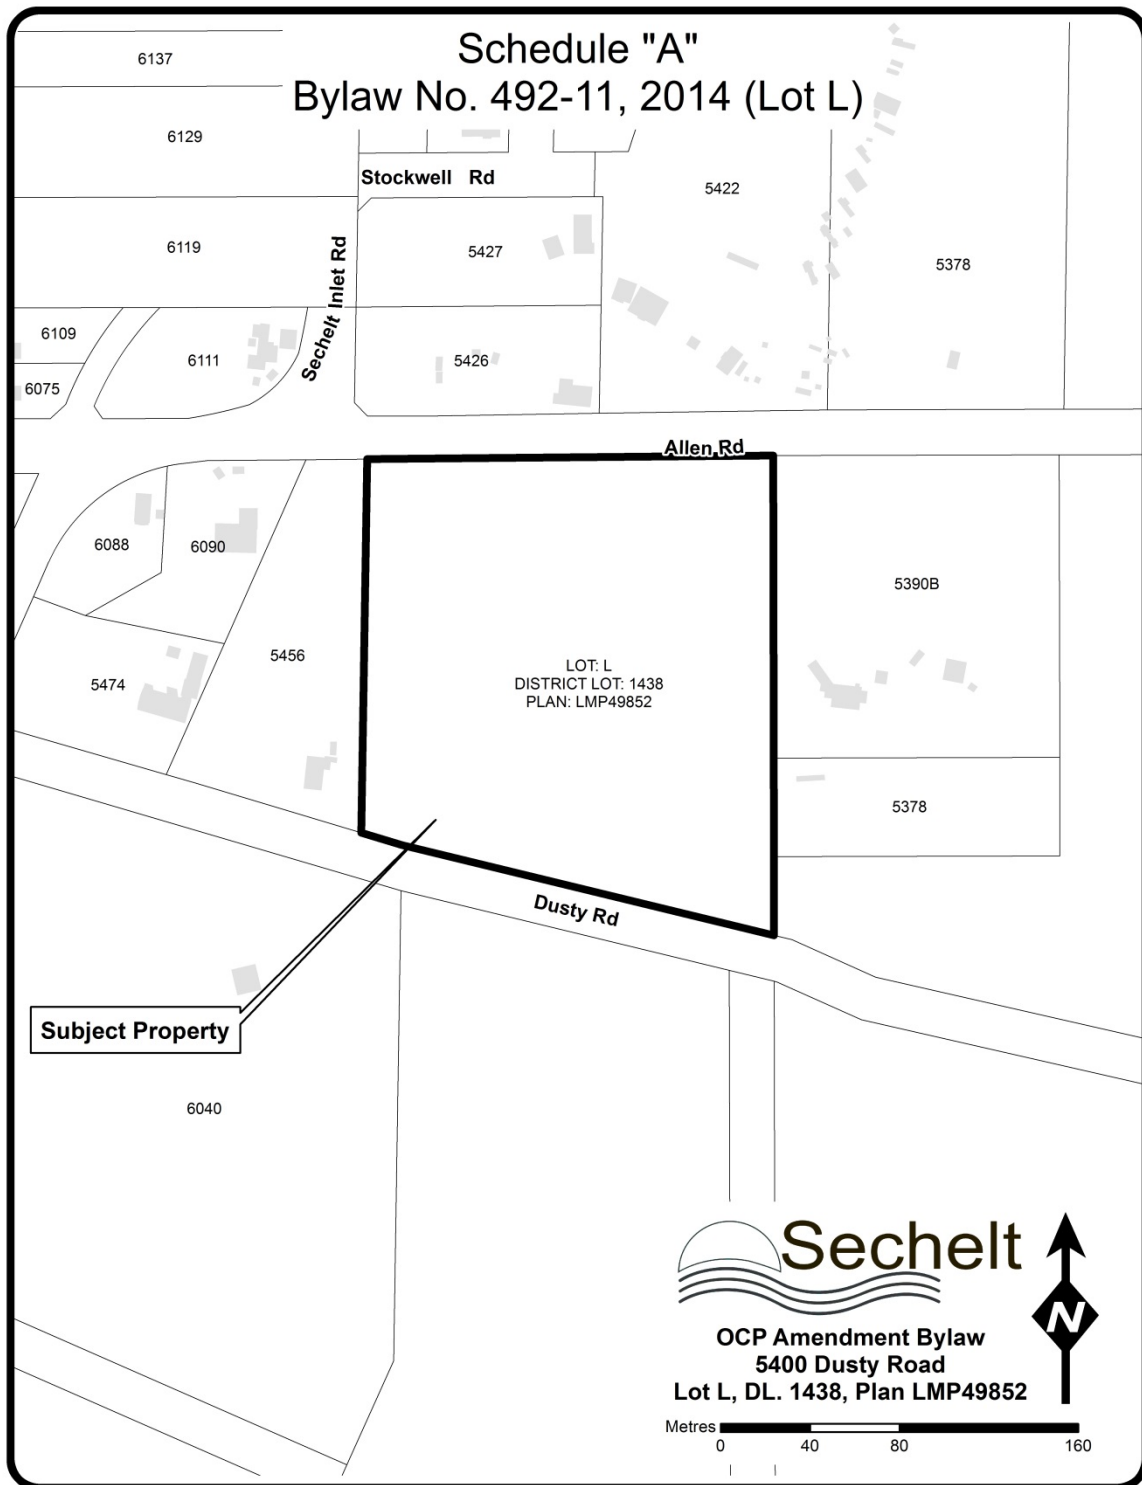 Schedule "A"
Bylaw No. 492-11, 2014 (Lot L)
6137
6129
Stockwell Rd
5422
6119
5427
Sechelt Inlet Rd
5378
6109
6111
5426
6075
Allen Rd
6088
6090
5390B
5456
LOT: L
DISTRICT LOT: 1438
PLAN: LMP49852
5474
5378
Dusty Rd
Subject Property
6040
Sechelt
N
OCP Amendment Bylaw
5400 Dusty Road
Lot L, DL. 1438, Plan LMP49852
Metres
0 40 80 160